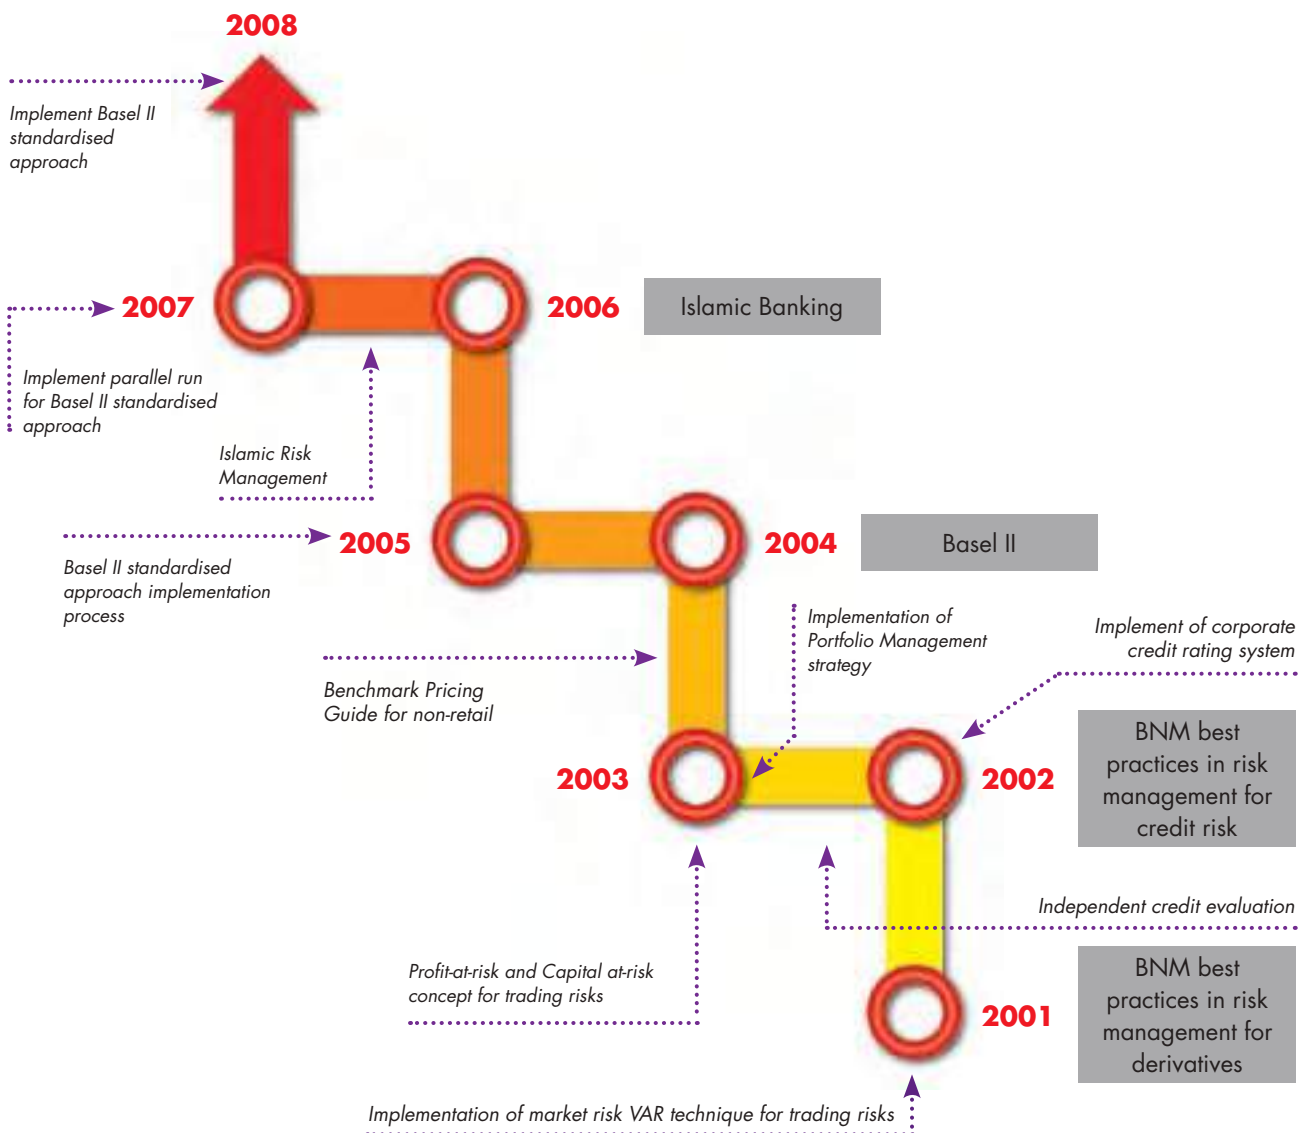 2008
Implement Basel II
standardised
approach
2007
2006
Islamic Banking
Implement parallel run
for Basel II standardised
approach
Islamic Risk
Management
2005
2004
Basel II
Basel II standardised
approach implementation
process
Implementation of
Portfolio Management
strategy
Implement of corporate
credit rating system
Benchmark Pricing
Guide for non-retail
2003
2002
BNM best
practices in risk
management for
credit risk
Independent credit evaluation
Profit-at-risk and Capital at-risk
concept for trading risks
2001
BNM best
practices in risk
management for
derivatives
Implementation of market risk VAR technique for trading risks